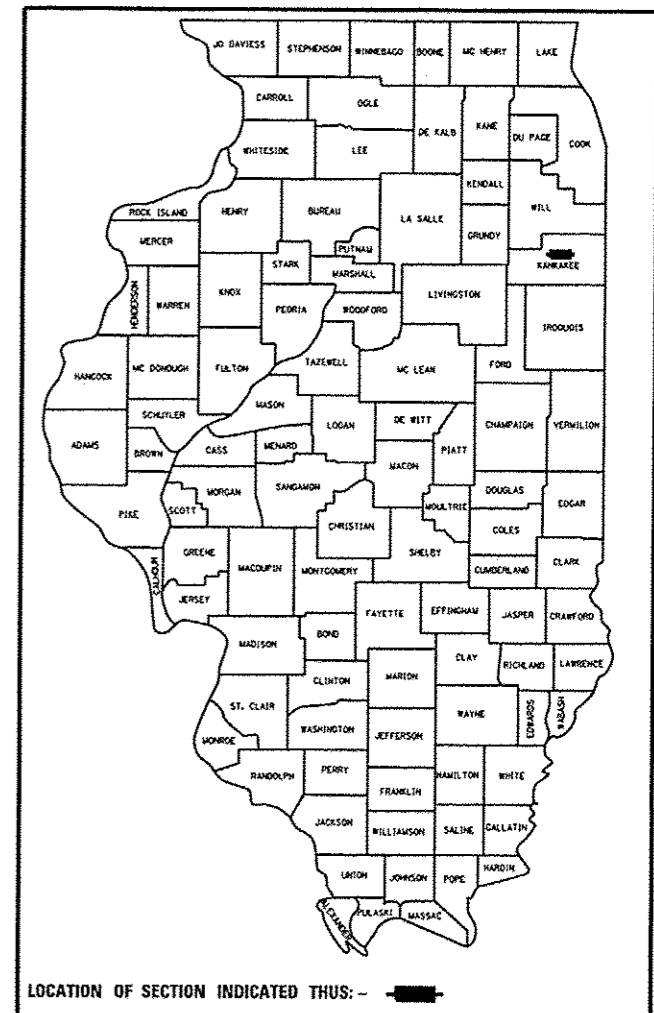 JO DAVIESS STEPHENSON WINNEBAGO BOONE MC HENRY LAKE
CARROLL OGLE DE KALB KANE DU PAGE COOK
WHITESIDE LEE
KENDALL WILL
ROCK ISLAND HENRY BUREAU LA SALLE GRUNDY
MERCER PUTNAM KANKAKEE
STARK MARSHALL
HENDERSON WARREN KNOX PEORIA WOODFORD LIVINGSTON IROQUOIS
HANCOCK MC DONOUGH FULTON TAZEWELL MC LEAN FORD
SCHUYLER MASON LOGAN DE WITT CHAMPAIGN VERMILION
ADAMS BROWN CASS MENARD MACON PIATT
PIKE SCOTT MORGAN SANGAMON MOULTRIE DOUGLAS EDGAR
CHRISTIAN COLES
CALHOUN GREENE MACOUPIN MONTGOMERY SHELBY CUMBERLAND CLARK
JERSEY FAYETTE EFFINGHAM JASPER CRAWFORD
MADISON BOND
CLINTON MARION CLAY RICHLAND LAWRENCE
ST. CLAIR WAYNE EDWARDS WABASH
MONROE WASHINGTON JEFFERSON
RANDOLPH PERRY HAMILTON WHITE
FRANKLIN
JACKSON WILLIAMSON SALINE GALLATIN
UNION JOHNSON POPE HARDIN
ALEXANDER PULASKI MASSAC
LOCATION OF SECTION INDICATED THUS: -